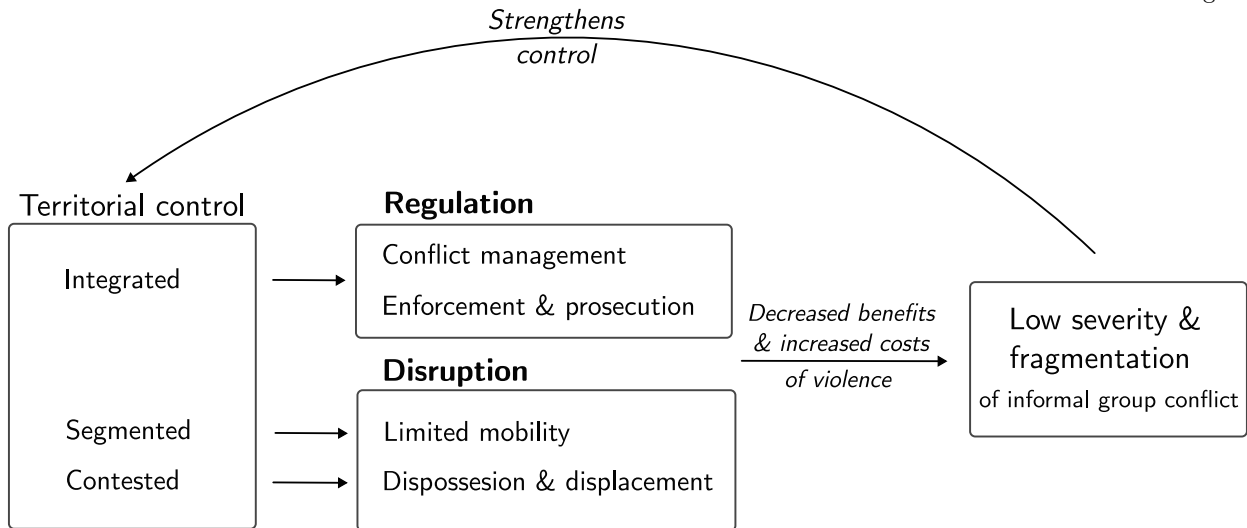 Strengthens
control
Territorial control
Integrated
Segmented
Contested
Regulation
Conflict management
Enforcement & prosecution
Disruption
Limited mobility
Dispossesion & displacement
Decreased benefits
& increased costs
of violence
Low severity &
fragmentation
of informal group conflict